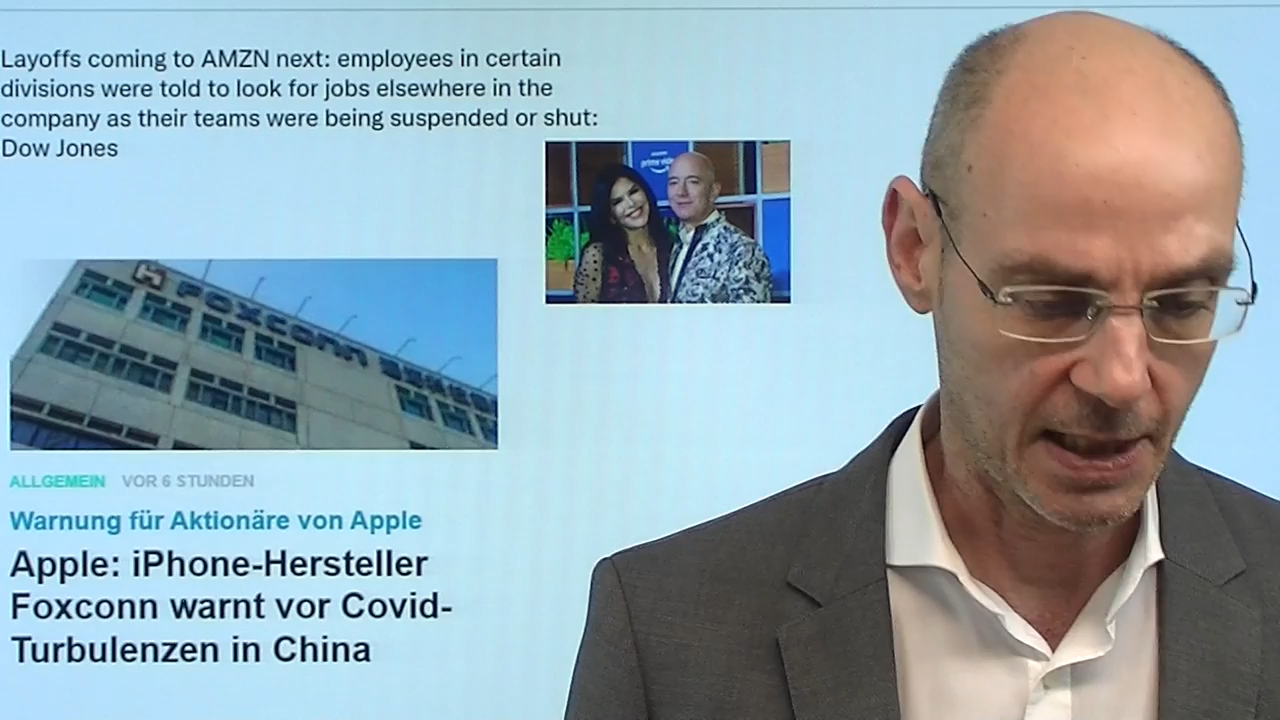 Layoffs coming to AMZN next: employees in certain
divisions were told to look for jobs elsewhere in the
company as their teams were being suspended or shut:
Dow Jones
prime video
FOXCONN
ALLGEMEIN VOR 6 STUNDEN
Warnung für Aktionäre von Apple
Apple: iPhone-Hersteller
Foxconn warnt vor Covid-
Turbulenzen in China